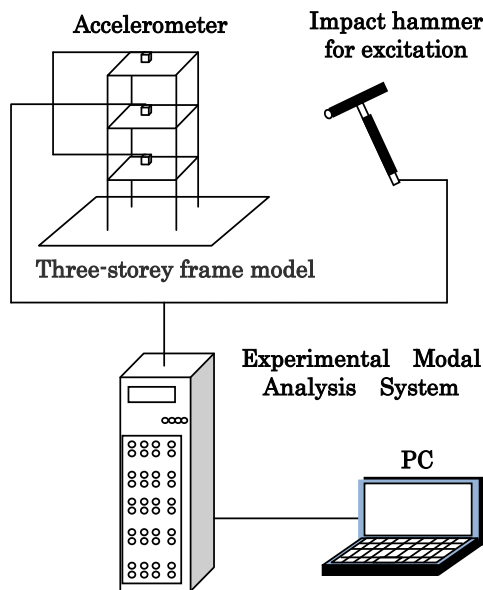 Accelerometer
Impact hammer
for excitation
Three-storey frame model
Experimental Modal
Analysis System
PC